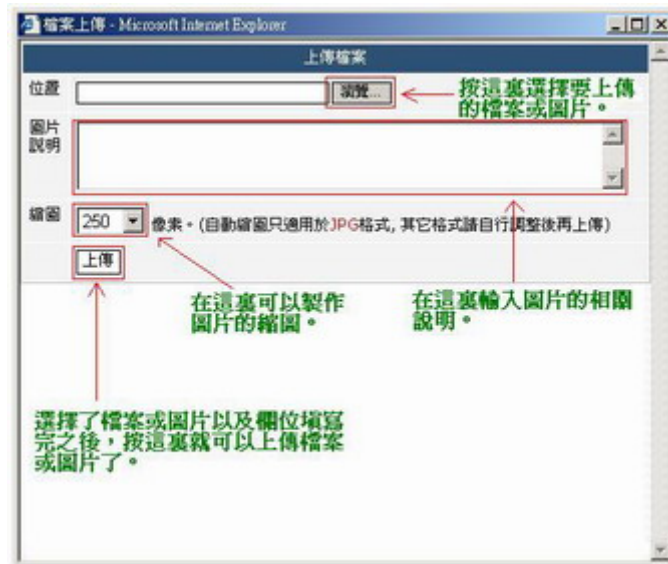 檔案上傳 - Microsoft Internet Explorer
上傳檔案
位置
瀏覽...
按這裏選擇要上傳
的檔案或圖片。
圖片
說明
縮圖
250
像素。(自動縮圖只適用於JPG格式, 其它格式請自行調整後再上傳)
上傳
在這裏可以製作
圖片的縮圖。
在這裏輸入圖片的相關
說明。
選擇了檔案或圖片以及欄位填寫
完之後，按這裏就可以上傳檔案
或圖片了。